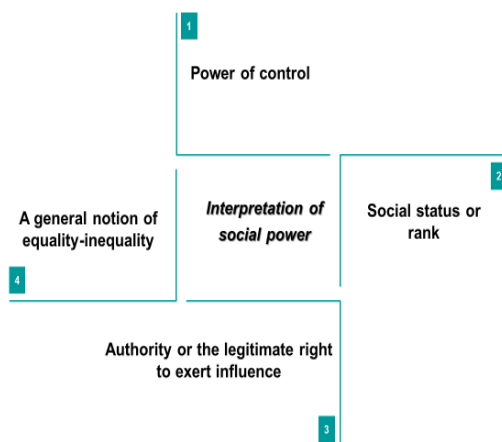 1
Power of control
2
Social status or
rank
Interpretation of
social power
A general notion of
equality-inequality
4
Authority or the legitimate right
to exert influence
3